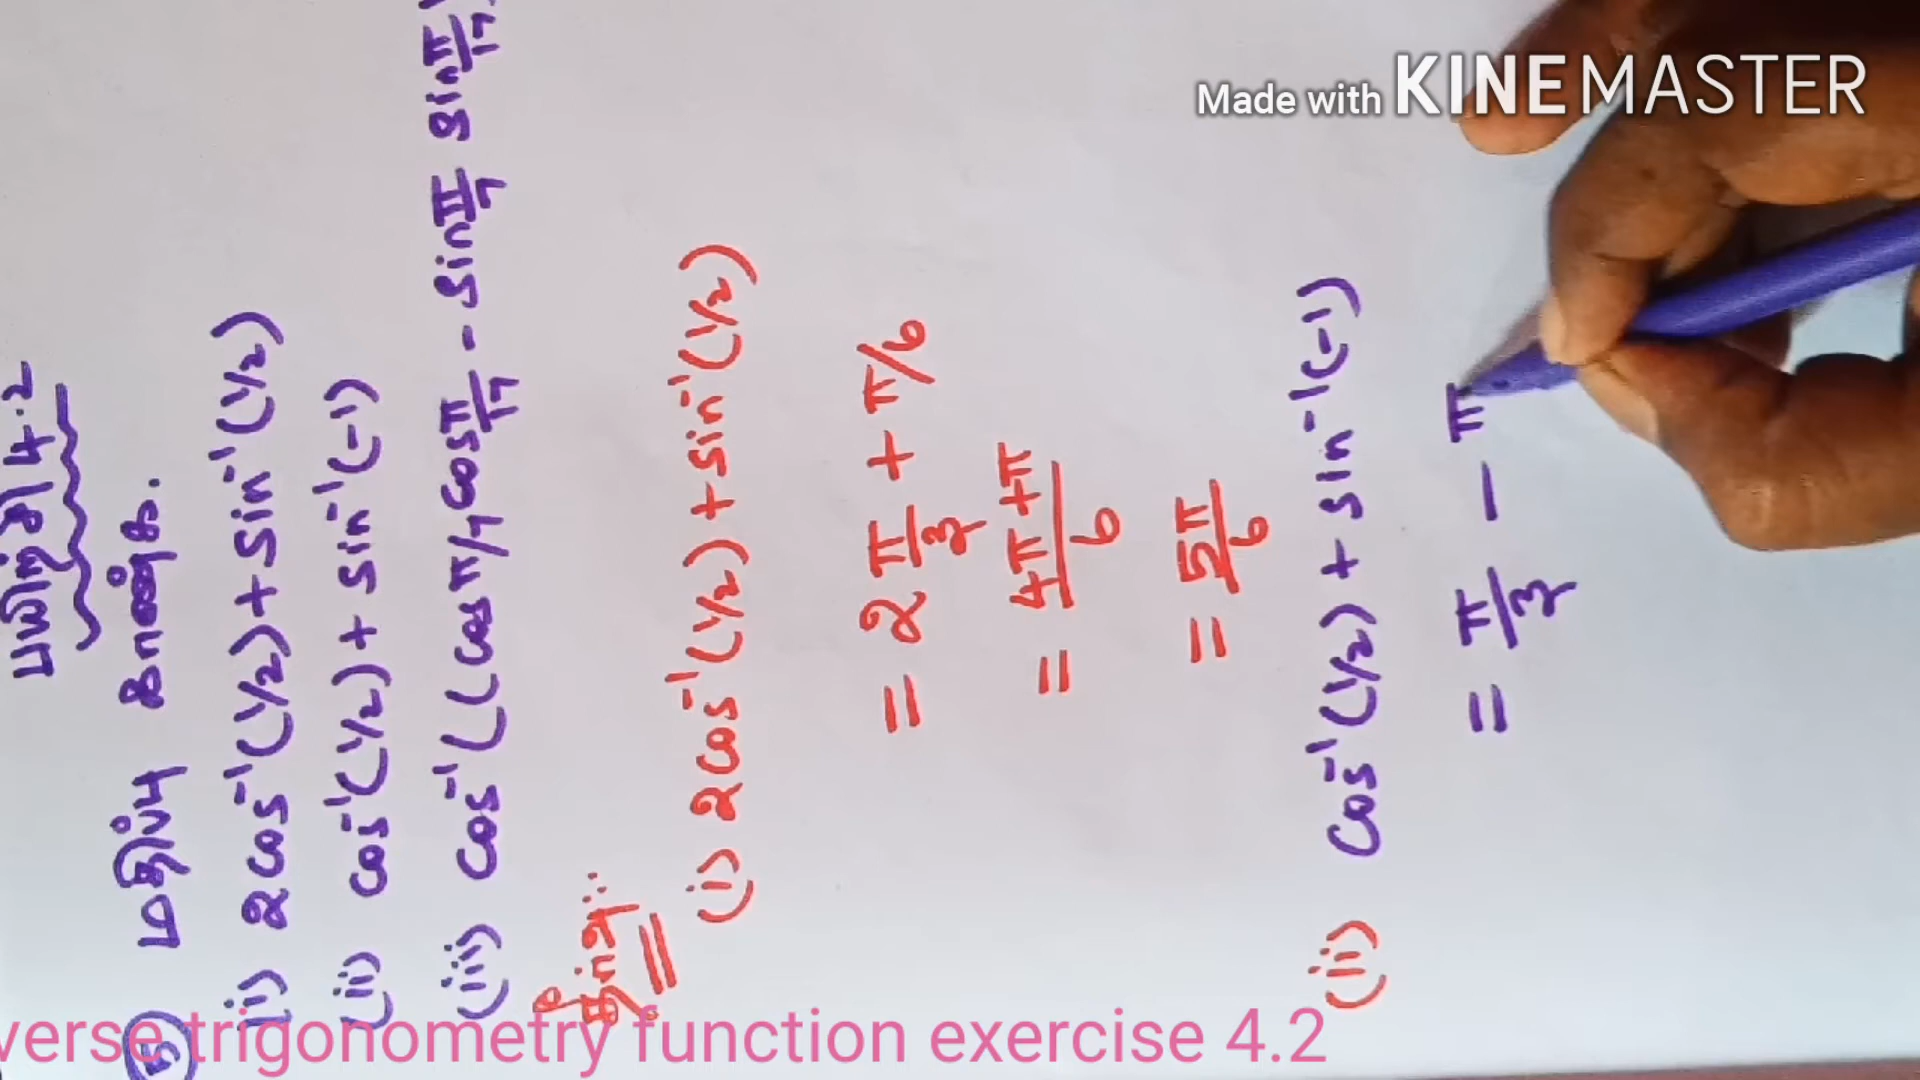 Made with KINEMASTER
பயிற்சி 4.2
5 மதிப்பு காண்க.
(i) 2cos⁻¹(1/2)+sin⁻¹(1/2)
(ii) cos⁻¹(1/2)+sin⁻¹(-1)
(iii) cos⁻¹((cos π/7 cos π/17 - sin π/7 sin π/17)
தீர்வு:
(i) 2cos⁻¹(1/2)+sin⁻¹(1/2)
= 2 π/3 + π/6
= 4π+π/6
= 5π/6
(ii) cos⁻¹(1/2)+sin⁻¹(-1)
= π/3 - π
verse trigonometry function exercise 4.2